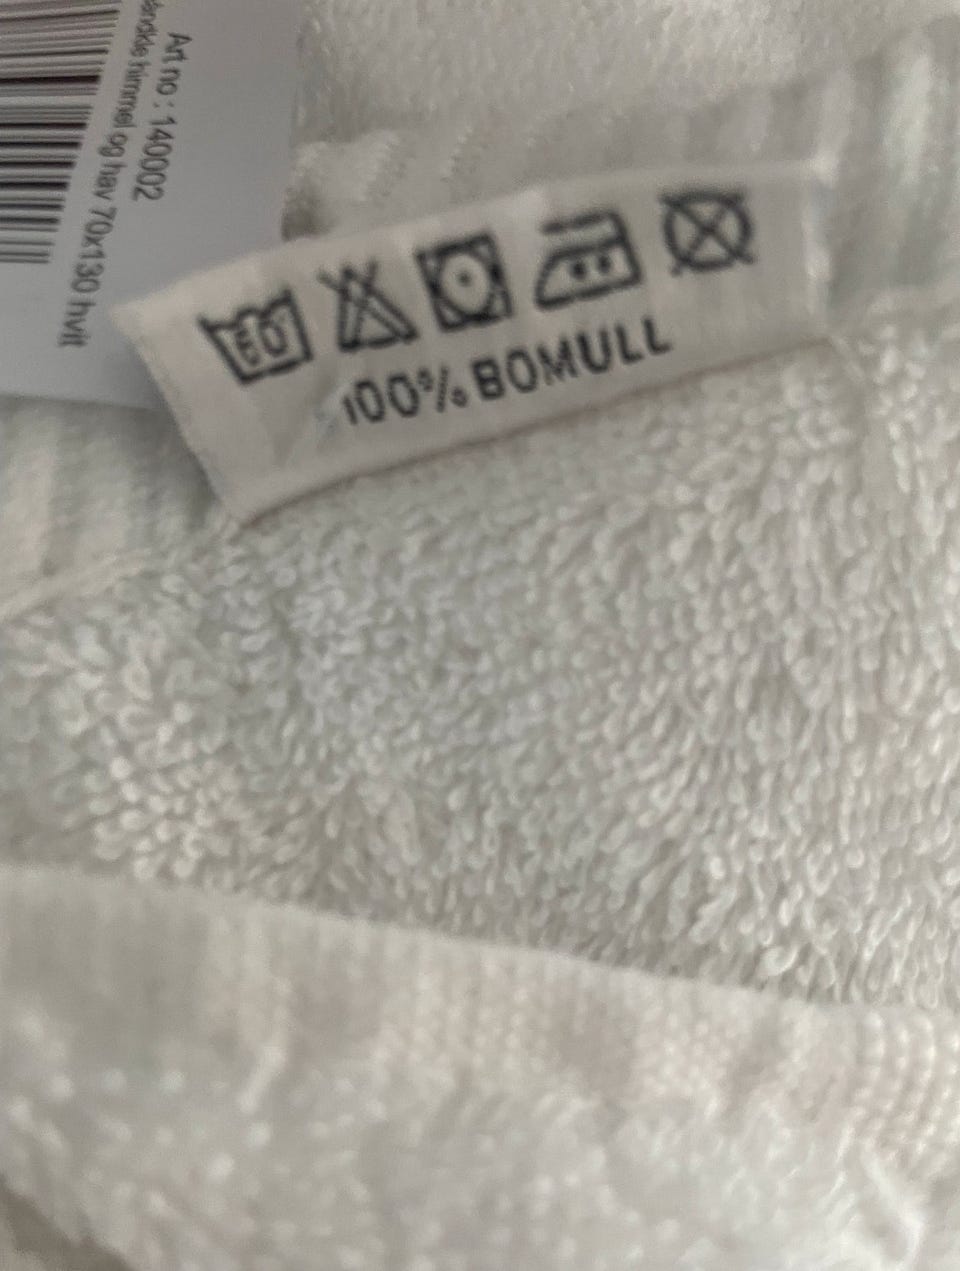 Art no : 140002
himmel og hav 70x130 hvit
60
100% BOMULL